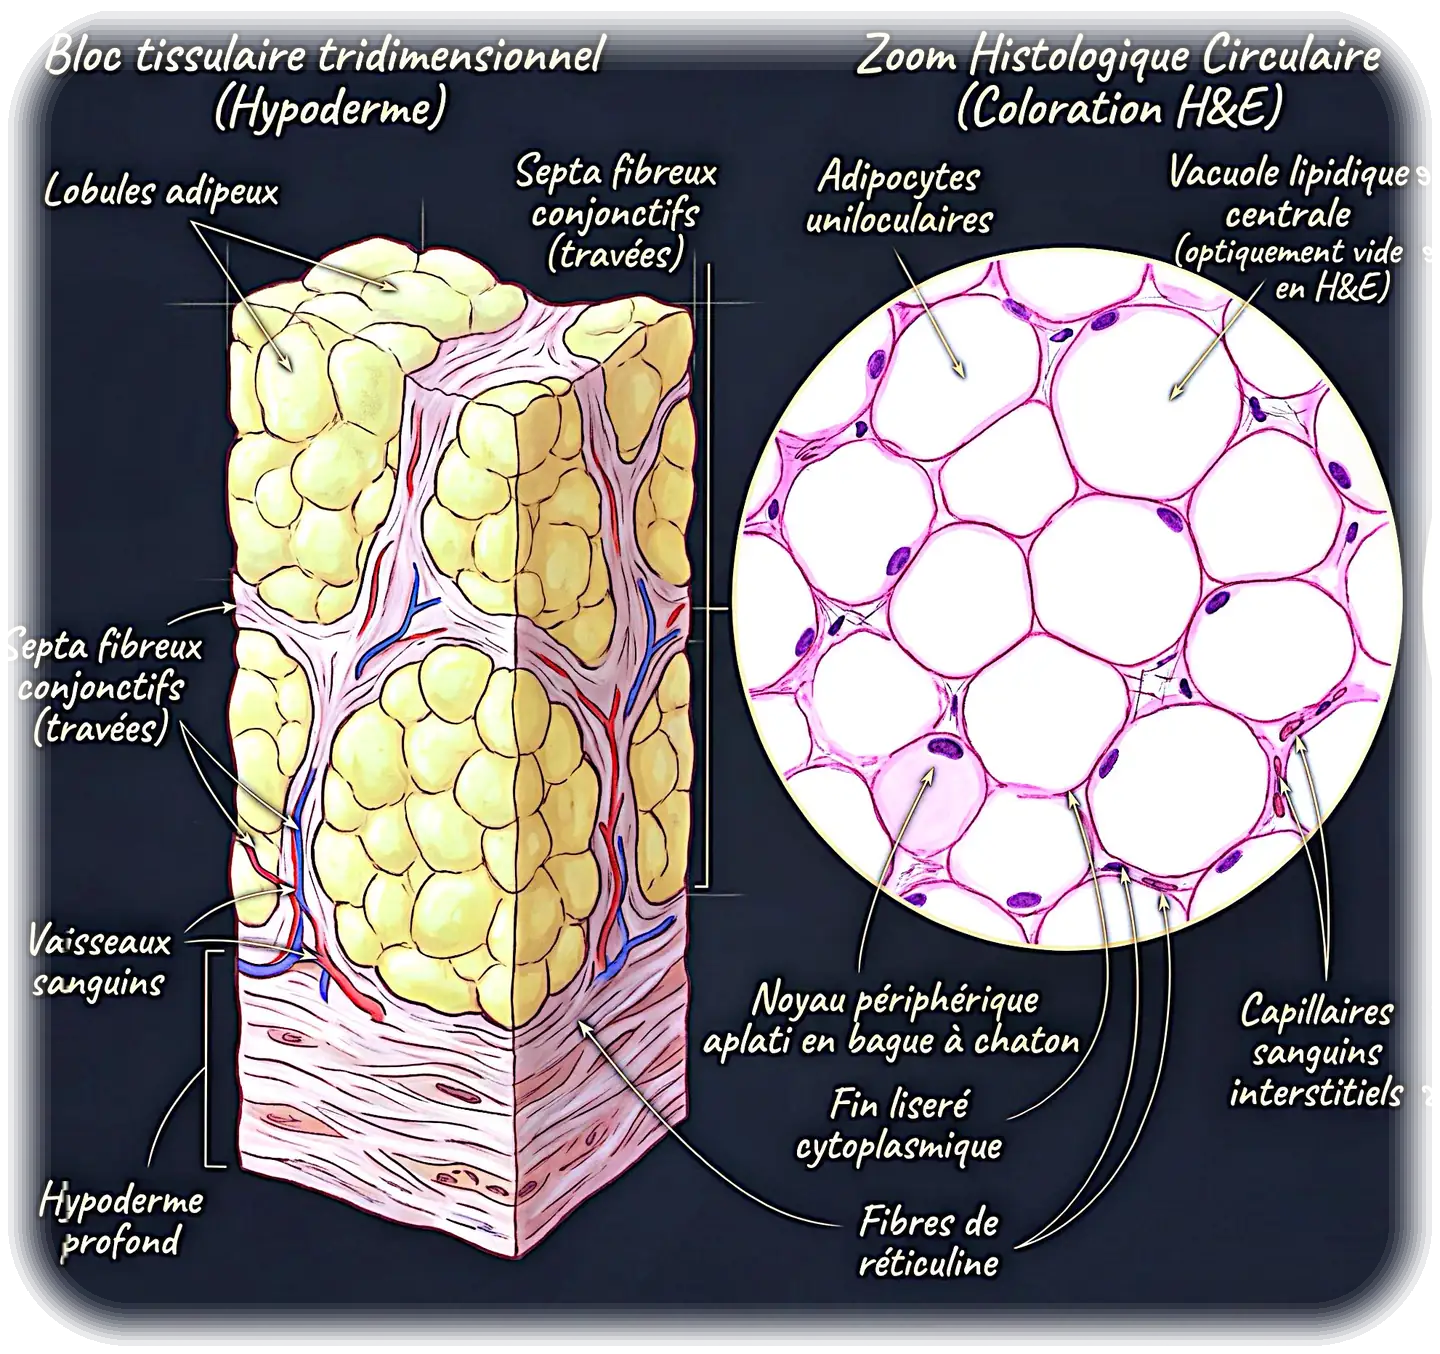 Bloc tissulaire tridimensionnel
(Hypoderme)
Lobules adipeux
Septa fibreux
conjonctifs
(travées)
Septa fibreux
conjonctifs
(travées)
Vaisseaux
sanguins
Hypoderme
profond
Zoom Histologique Circulaire
(Coloration H&E)
Adipocytes
uniloculaires
Vacuole lipidique
centrale
(optiquement vide
en H&E)
Noyau périphérique
aplati en bague à chaton
Fin liseré
cytoplasmique
Fibres de
réticuline
Capillaires
sanguins
interstitiels